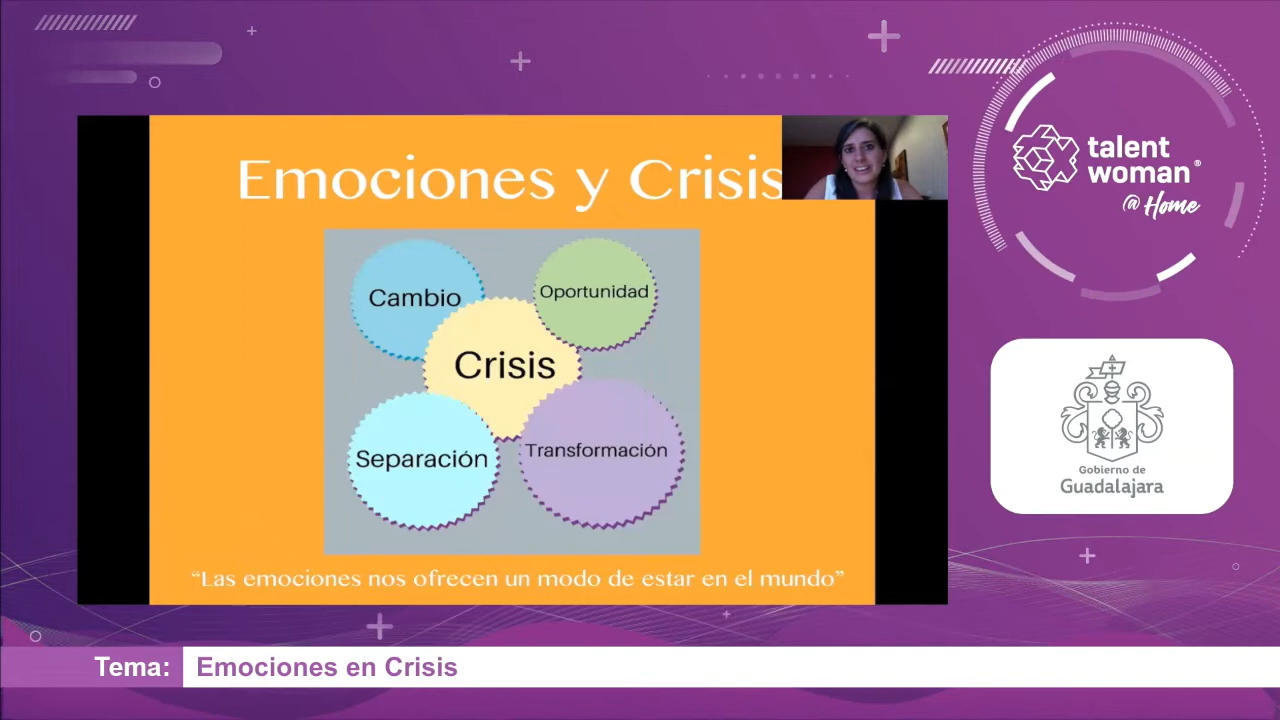 Emociones y Crisis
Cambio
Oportunidad
Crisis
Separación
Transformación
“Las emociones nos ofrecen un modo de estar en el mundo”
talent
woman®
@ Home
Gobierno de
Guadalajara
Tema: Emociones en Crisis